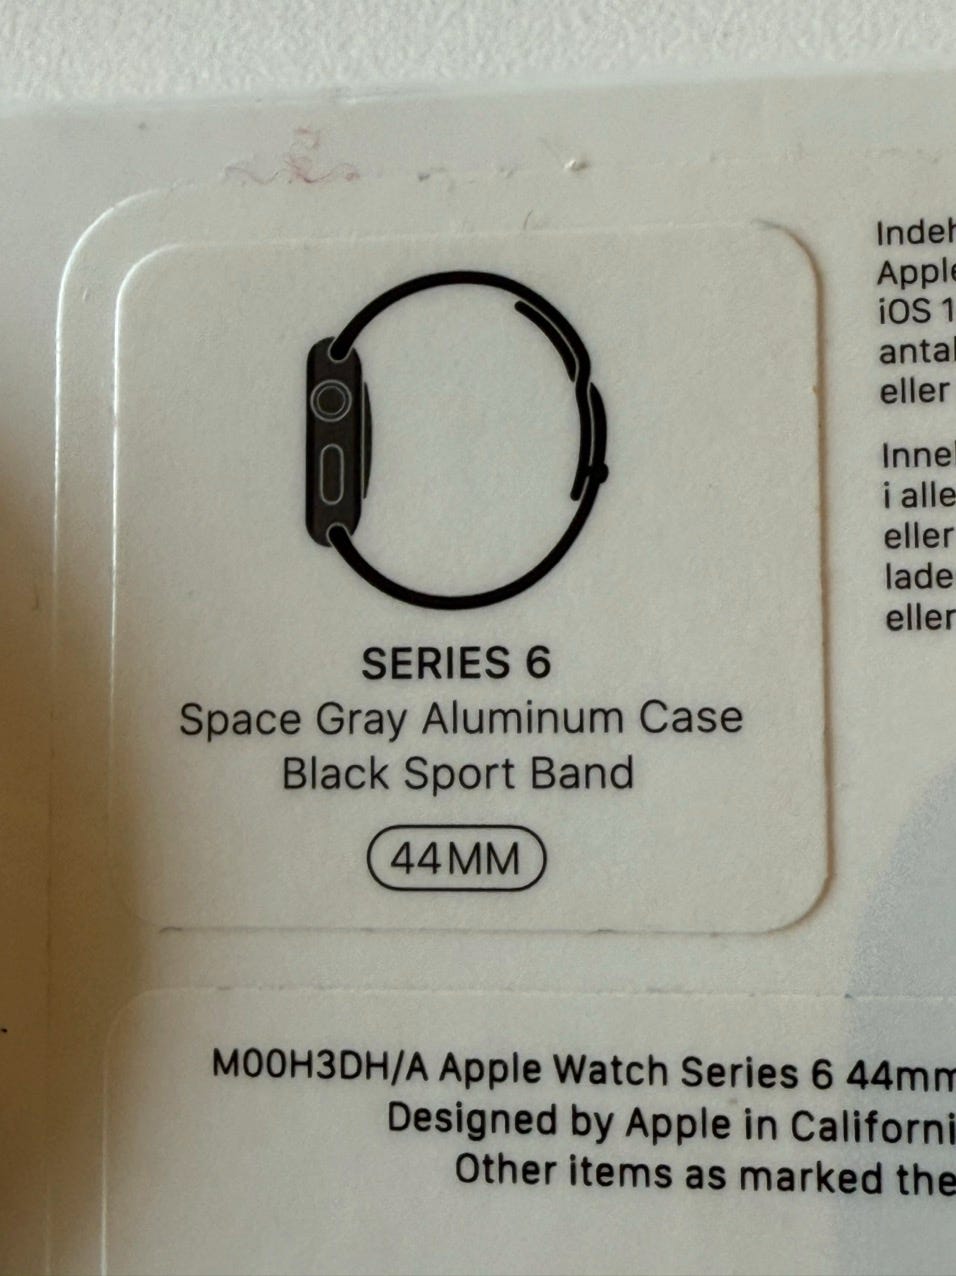 SERIES 6
Space Gray Aluminum Case
Black Sport Band
44MM
Indeh
Apple
iOS 1
antal
eller
Inne
i alle
eller
lade
eller
M00H3DH/A Apple Watch Series 6 44mm
Designed by Apple in Californi
Other items as marked the